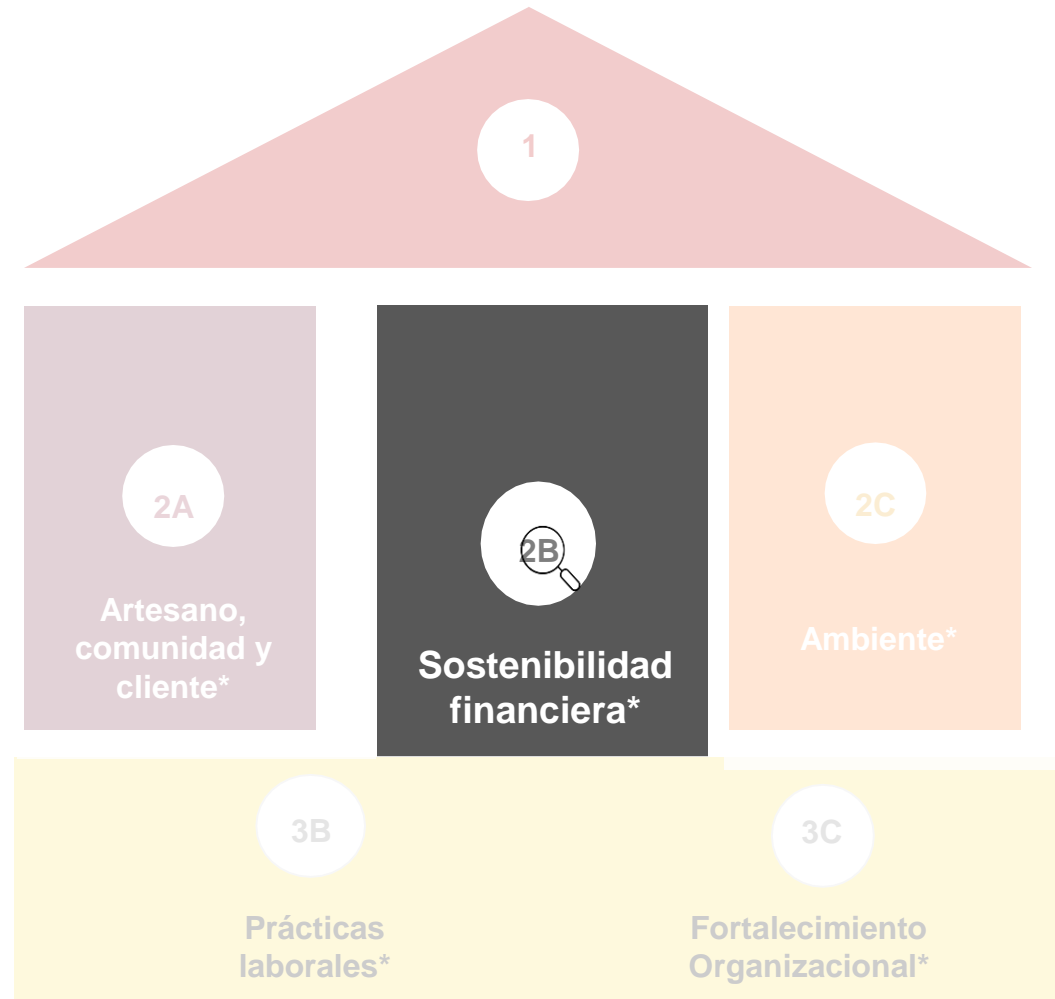 1
2A
Artesano,
comunidad y
cliente*
2B
Sostenibilidad
financiera*
2C
Ambiente*
3B
Prácticas
laborales*
3C
Fortalecimiento
Organizacional*